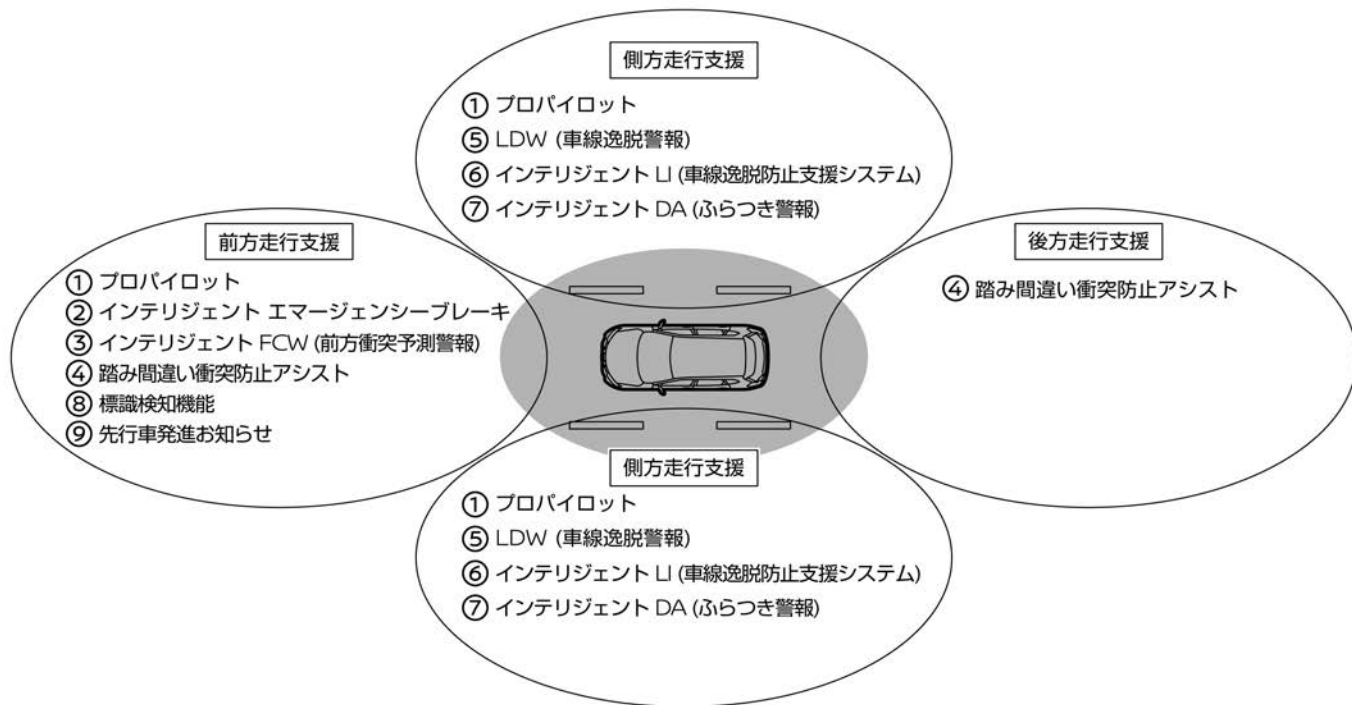 側方走行支援
① プロパイロット
⑤ LDW (車線逸脱警報)
⑥ インテリジェント LI (車線逸脱防止支援システム)
⑦ インテリジェント DA (ふらつき警報)
前方走行支援
① プロパイロット
② インテリジェント エマージェンシーブレーキ
③ インテリジェント FCW (前方衝突予測警報)
④ 踏み間違い衝突防止アシスト
⑧ 標識検知機能
⑨ 先行車発進お知らせ
後方走行支援
④ 踏み間違い衝突防止アシスト
側方走行支援
① プロパイロット
⑤ LDW (車線逸脱警報)
⑥ インテリジェント LI (車線逸脱防止支援システム)
⑦ インテリジェント DA (ふらつき警報)